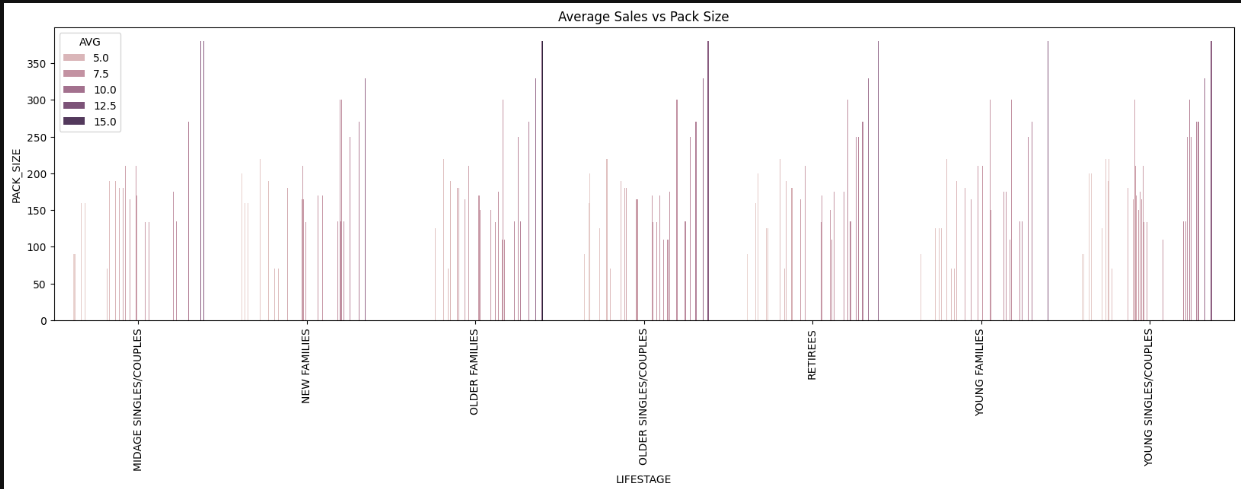 Average Sales vs Pack Size
AVG
5.0
7.5
10.0
12.5
15.0
PACK_SIZE
350
300
250
200
150
100
50
0
MIDAGE SINGLES/COUPLES
NEW FAMILIES
OLDER FAMILIES
OLDER SINGLES/COUPLES
RETIREES
YOUNG FAMILIES
YOUNG SINGLES/COUPLES
LIFESTAGE